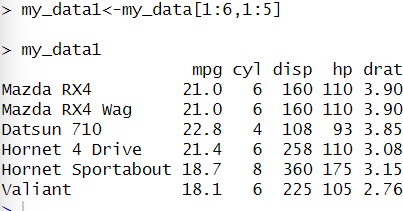 > my_data1<-my_data[1:6,1:5]
> my_data1
                   mpg cyl disp  hp drat
Mazda RX4         21.0   6  160 110 3.90
Mazda RX4 Wag     21.0   6  160 110 3.90
Datsun 710        22.8   4  108  93 3.85
Hornet 4 Drive    21.4   6  258 110 3.08
Hornet Sportabout 18.7   8  360 175 3.15
Valiant           18.1   6  225 105 2.76
>